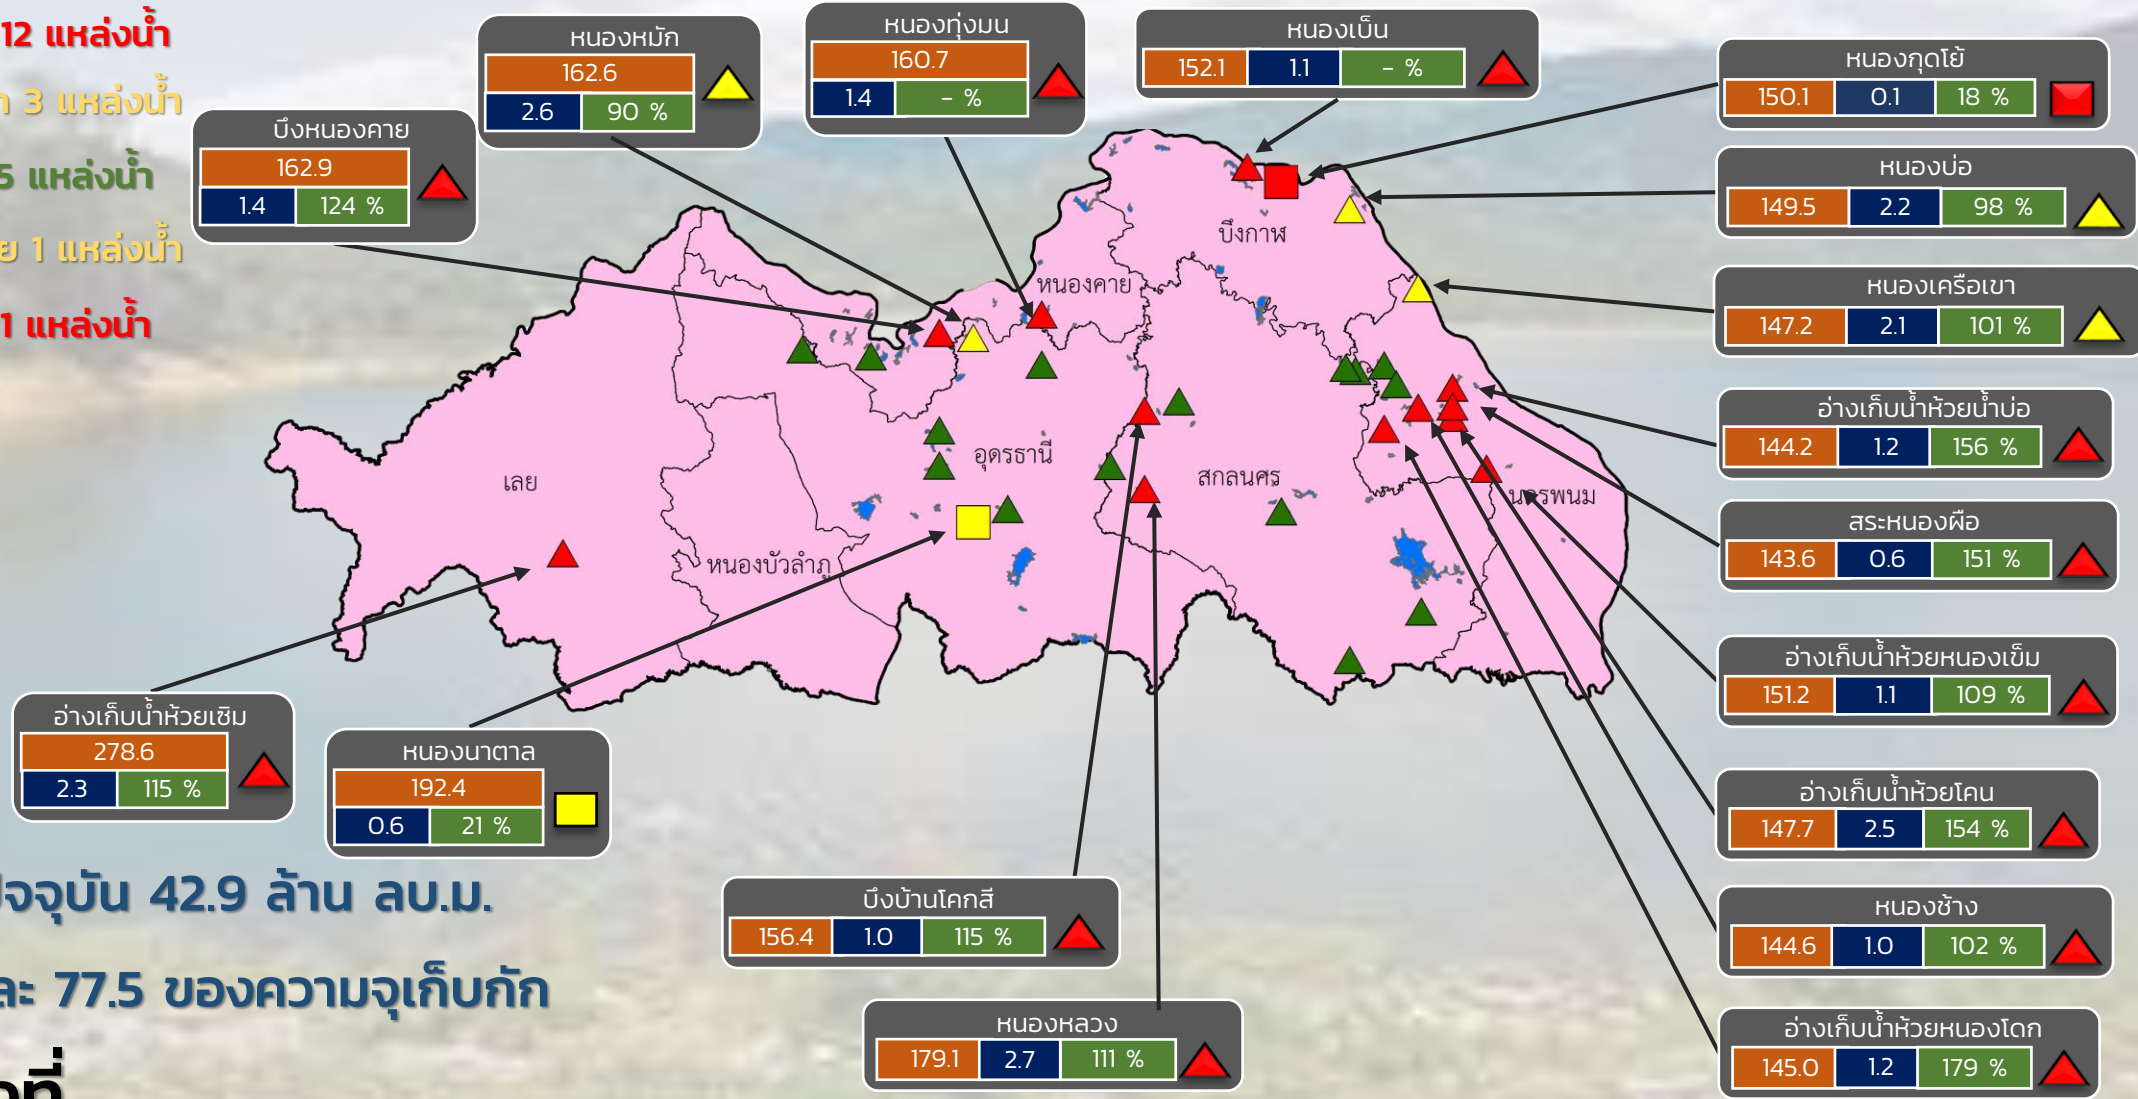 12 แหล่งน้ำ
3 แหล่งน้ำ
5 แหล่งน้ำ
1 แหล่งน้ำ
1 แหล่งน้ำ
บึงหนองคาย
162.9
1.4 124 %
หนองหมัก
162.6
2.6 90 %
หนองทุ่งมน
160.7
1.4 - %
หนองเบ็น
152.1 1.1 - %
หนองกุดโย้
150.1 0.1 18 %
หนองบ่อ
149.5 2.2 98 %
หนองเครือเขา
147.2 2.1 101 %
อ่างเก็บน้ำห้วยน้ำบ่อ
144.2 1.2 156 %
สระหนองผือ
143.6 0.6 151 %
อ่างเก็บน้ำห้วยหนองเข็ม
151.2 1.1 109 %
อ่างเก็บน้ำห้วยโคน
147.7 2.5 154 %
หนองช้าง
144.6 1.0 102 %
อ่างเก็บน้ำห้วยหนองโดก
145.0 1.2 179 %
บึงกาฬ
หนองคาย
อุดรธานี
เลย
สกลนคร
นครพนม
หนองบัวลำภู
อ่างเก็บน้ำห้วยเซิม
278.6
2.3 115 %
หนองนาตาล
192.4
0.6 21 %
บึงบ้านโคกสี
156.4 1.0 115 %
หนองหลวง
179.1 2.7 111 %
42.9 ล้าน ลบ.ม.
77.5 ของความจุเก็บกัก